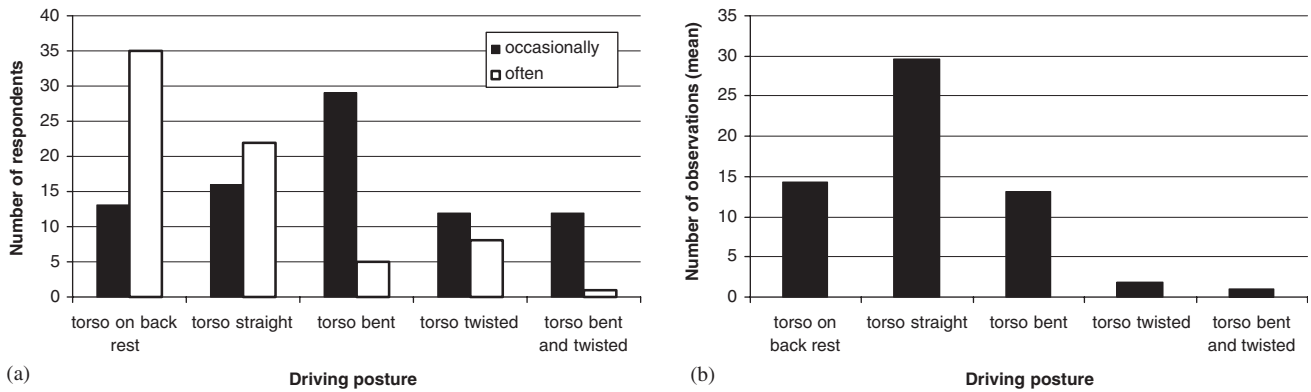 Number of respondents
40
35
30
25
20
15
10
5
0
occasionally
often
torso on back
rest
torso straight
torso bent
torso twisted
torso bent
and twisted
(a)
Driving posture
Number of observations (mean)
35
30
25
20
15
10
5
0
torso on
back rest
torso straight
torso bent
torso twisted
torso bent
and twisted
(b)
Driving posture